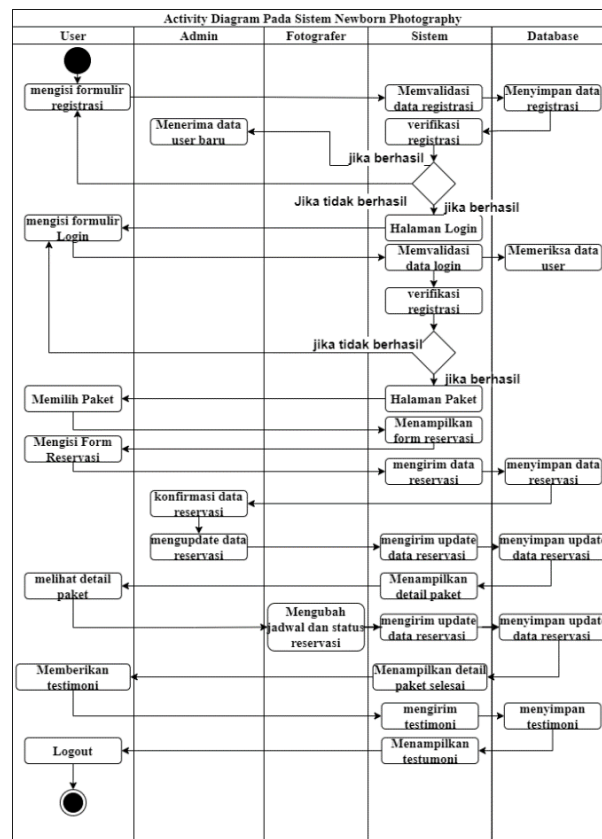 Activity Diagram Pada Sistem Newborn Photography
User
Admin
Fotografer
Sistem
Database
mengisi formulir
registrasi
Memvalidasi
data registrasi
Menyimpan data
registrasi
Menerima data
user baru
verifikasi
registrasi
jika berhasil
Jika tidak berhasil
jika berhasil
mengisi formulir
Login
Halaman Login
Memvalidasi
data login
Memeriksa data
user
verifikasi
registrasi
jika tidak berhasil
jika berhasil
Memilih Paket
Halaman Paket
Menampilkan
form reservasi
Mengisi Form
Reservasi
mengirim data
reservasi
menyimpan data
reservasi
konfirmasi data
reservasi
mengupdate data
reservasi
mengirim update
data reservasi
menyimpan update
data reservasi
melihat detail
paket
Menampilkan
detail paket
Mengubah
jadwal dan status
reservasi
mengirim update
data reservasi
menyimpan update
data reservasi
Memberikan
testimoni
Menampilkan detail
paket selesai
mengirim
testimoni
menyimpan
testimoni
Logout
Menampilkan
testumoni